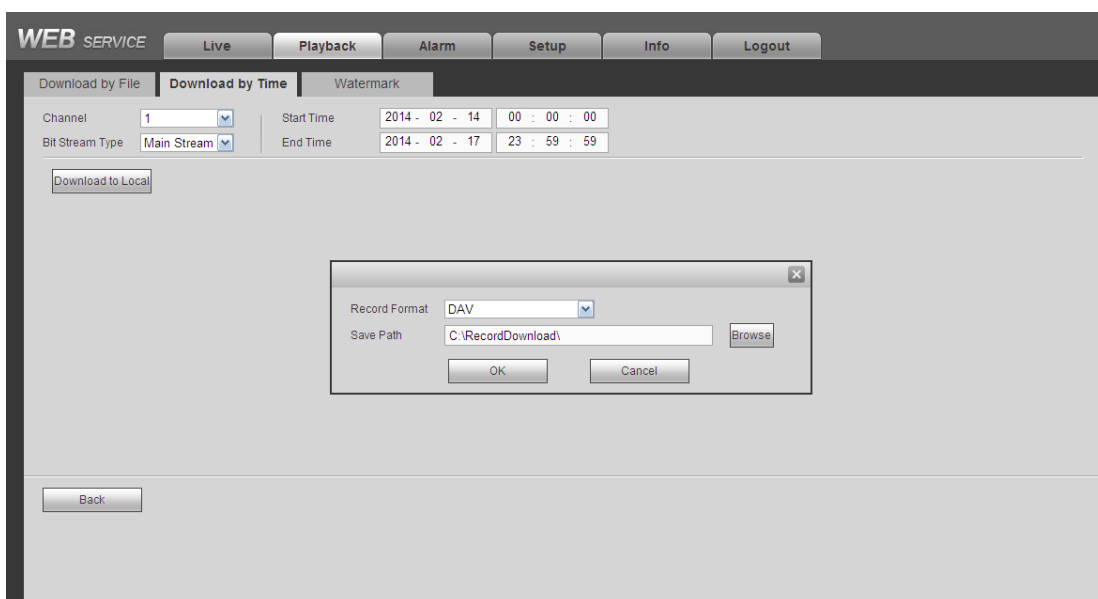 WEB SERVICE Live Playback Alarm Setup Info Logout
Download by File Download by Time Watermark
Channel 1 Start Time 2014 - 02 - 14 00 : 00 : 00
Bit Stream Type Main Stream End Time 2014 - 02 - 17 23 : 59 : 59
Download to Local
Record Format DAV
Save Path C:\RecordDownload\ Browse
OK Cancel
Back